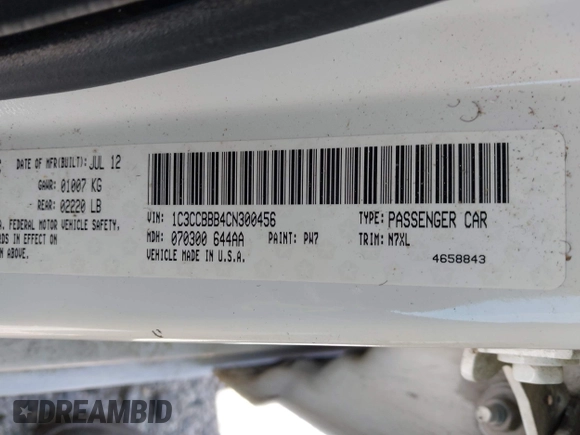 DATE OF MFR(BUILT): JUL 12
GAWR: 01007 KG
REAR: 02220 LB
FEDERAL MOTOR VEHICLE SAFETY.
IN EFFECT ON
ABOVE.
VIN: 1C3CCBBB4CN300456
TYPE: PASSENGER CAR
MDH: 070300 644AA
PAINT: PW7
TRIM: N7XL
VEHICLE MADE IN U.S.A.
4658843
DREAMBID